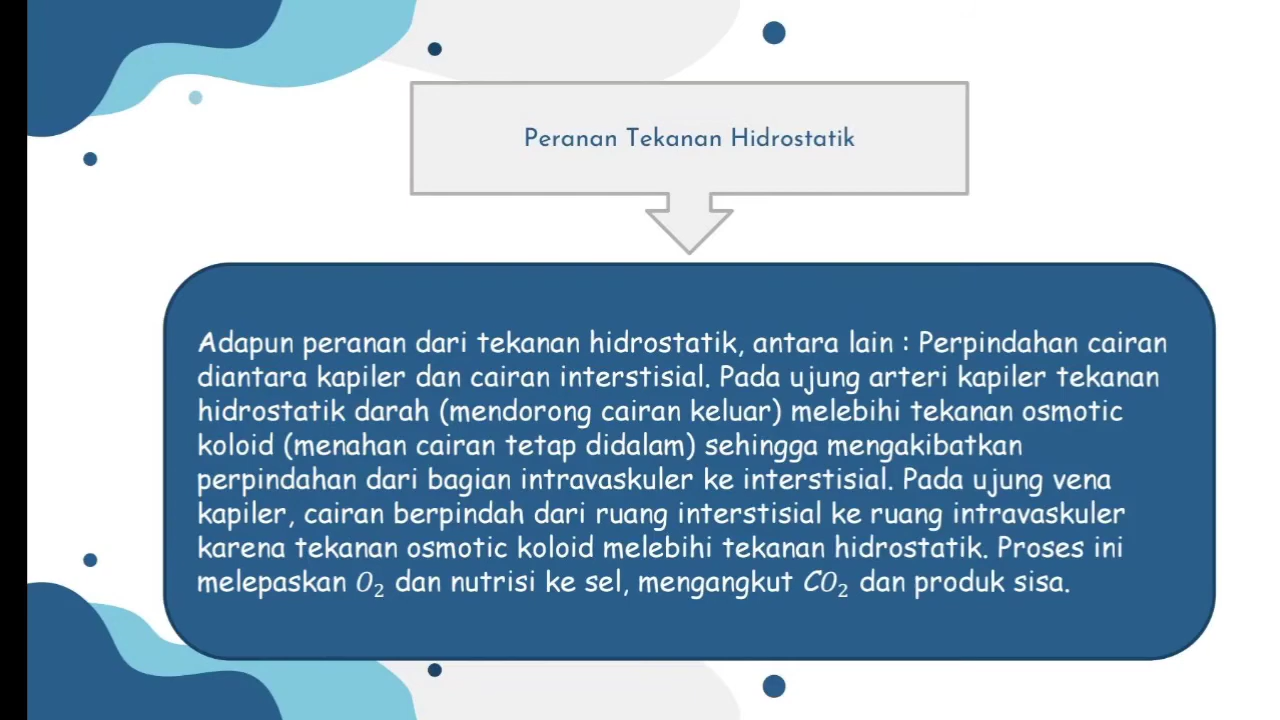 Peranan Tekanan Hidrostatik
Adapun peranan dari tekanan hidrostatik, antara lain : Perpindahan cairan
diantara kapiler dan cairan interstisial. Pada ujung arteri kapiler tekanan
hidrostatik darah (mendorong cairan keluar) melebihi tekanan osmotic
koloid (menahan cairan tetap didalam) sehingga mengakibatkan
perpindahan dari bagian intravaskuler ke interstisial. Pada ujung vena
kapiler, cairan berpindah dari ruang interstisial ke ruang intravaskuler
karena tekanan osmotic koloid melebihi tekanan hidrostatik. Proses ini
melepaskan O₂ dan nutrisi ke sel, mengangkut CO₂ dan produk sisa.